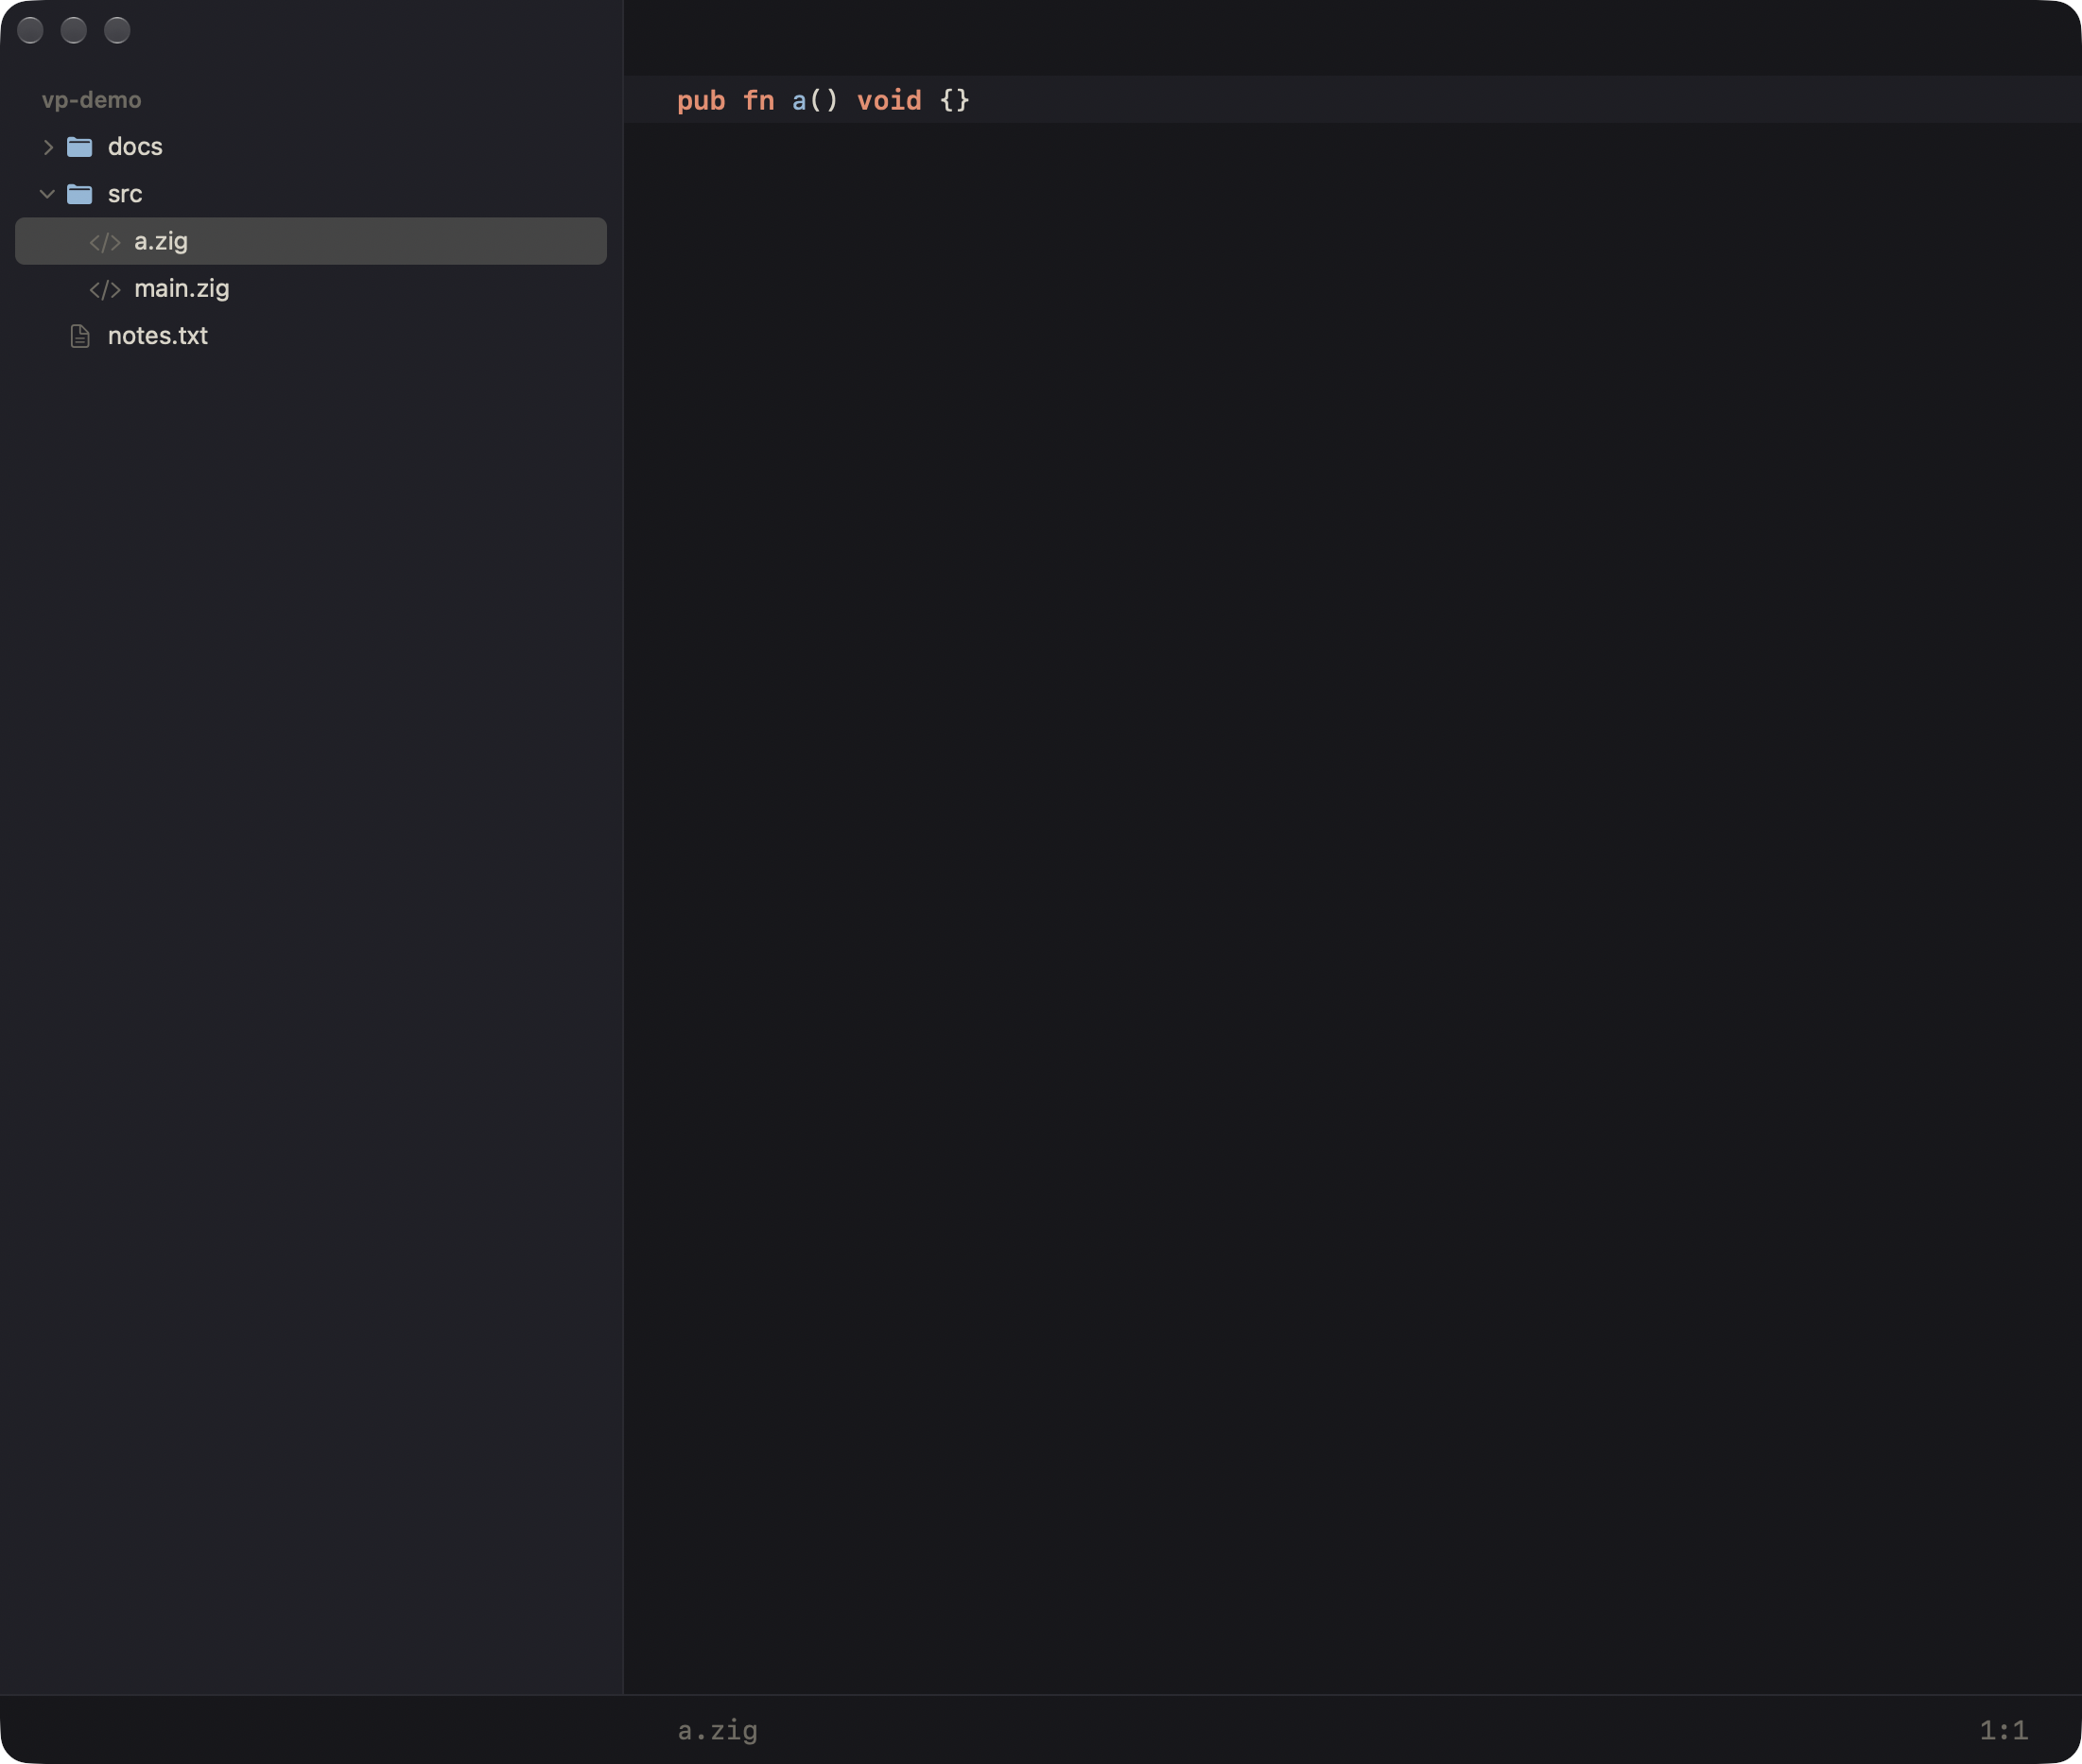 vp-demo
docs
src
a.zig
main.zig
notes.txt
pub fn a() void {}
a.zig
1:1